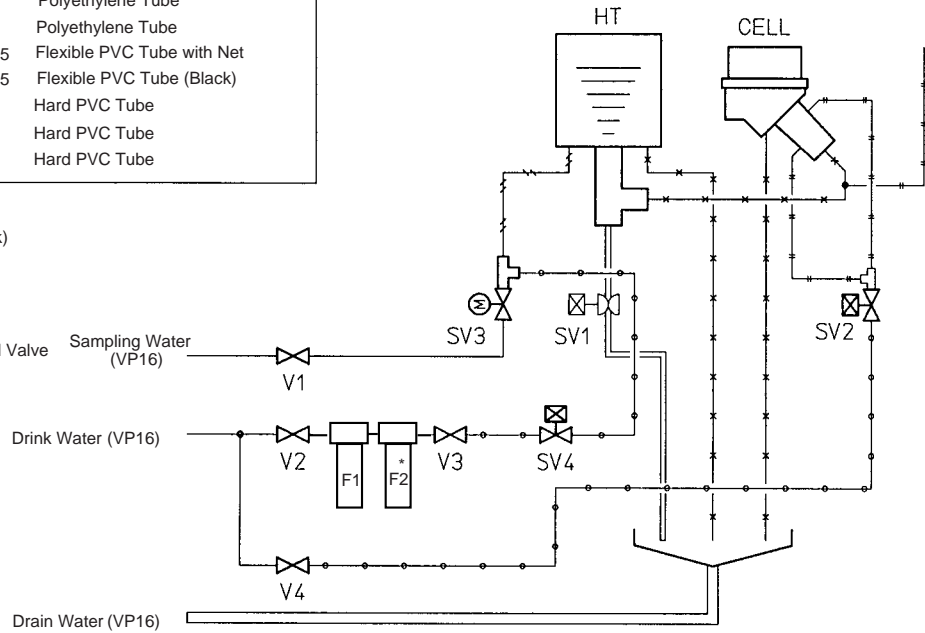 Polyethylene Tube
Polyethylene Tube
5 Flexible PVC Tube with Net
5 Flexible PVC Tube (Black)
Hard PVC Tube
Hard PVC Tube
Hard PVC Tube
HT
CELL
M
SV3
SV1
SV2
Valve
Sampling Water
(VP16)
V1
Drink Water (VP16)
V2
F1
*
F2
V3
SV4
V4
Drain Water (VP16)